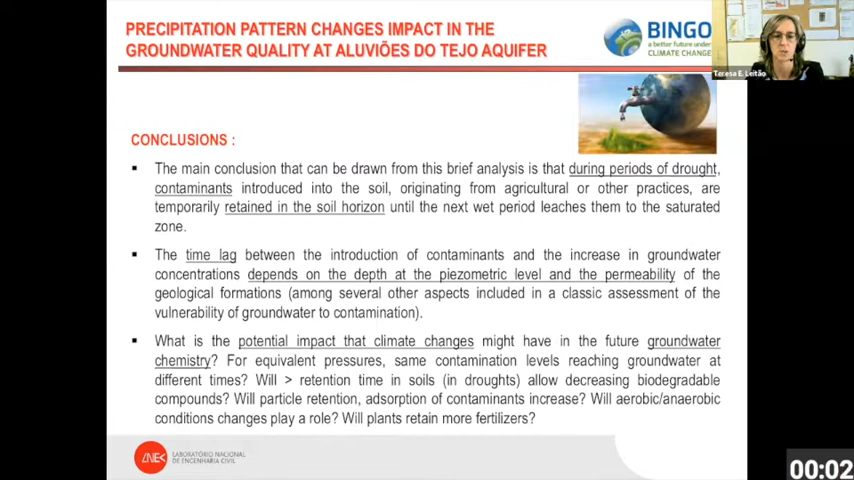 PRECIPITATION PATTERN CHANGES IMPACT IN THE
GROUNDWATER QUALITY AT ALUVIÕES DO TEJO AQUIFER
BINGO
a better future under
CLIMATE CHANGE
Teresa E. Leitão
CONCLUSIONS :
▪ The main conclusion that can be drawn from this brief analysis is that during periods of drought,
contaminants introduced into the soil, originating from agricultural or other practices, are
temporarily retained in the soil horizon until the next wet period leaches them to the saturated
zone.
▪ The time lag between the introduction of contaminants and the increase in groundwater
concentrations depends on the depth at the piezometric level and the permeability of the
geological formations (among several other aspects included in a classic assessment of the
vulnerability of groundwater to contamination).
▪ What is the potential impact that climate changes might have in the future groundwater
chemistry? For equivalent pressures, same contamination levels reaching groundwater at
different times? Will > retention time in soils (in droughts) allow decreasing biodegradable
compounds? Will particle retention, adsorption of contaminants increase? Will aerobic/anaerobic
conditions changes play a role? Will plants retain more fertilizers?
LNEC
LABORATÓRIO NACIONAL
DE ENGENHARIA CIVIL
00:02